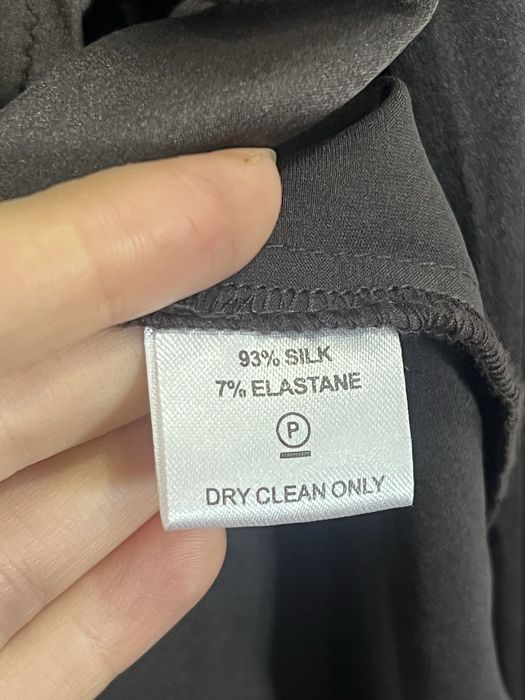 93% SILK
7% ELASTANE
P
DRY CLEAN ONLY